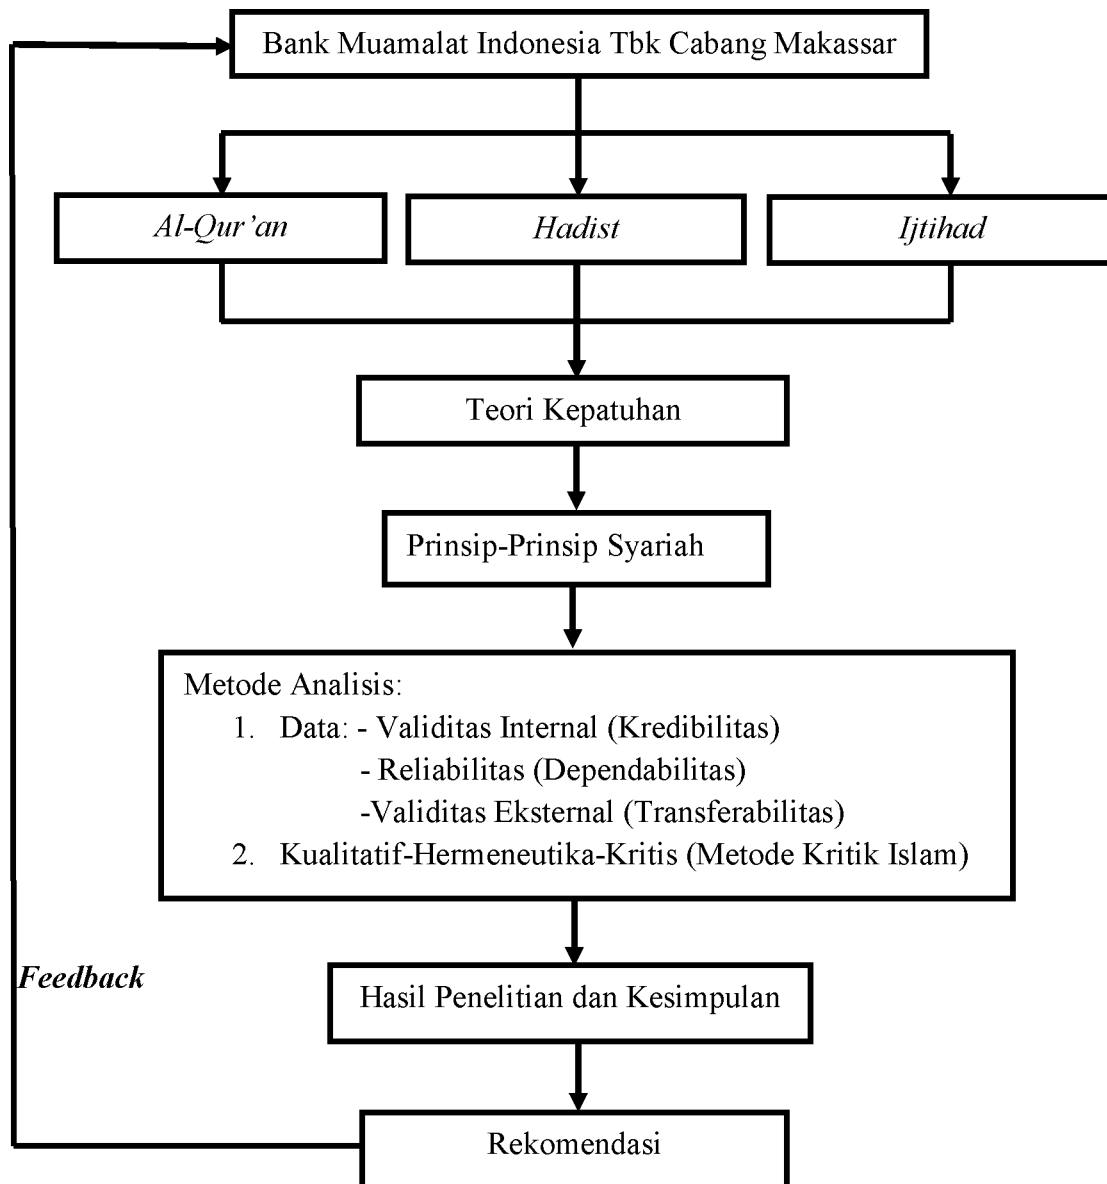 Bank Muamalat Indonesia Tbk Cabang Makassar
Al-Qur’an
Hadist
Ijtihad
Teori Kepatuhan
Prinsip-Prinsip Syariah
Metode Analisis:
1. Data: - Validitas Internal (Kredibilitas)
- Reliabilitas (Dependabilitas)
-Validitas Eksternal (Transferabilitas)
2. Kualitatif-Hermeneutika-Kritis (Metode Kritik Islam)
Feedback
Hasil Penelitian dan Kesimpulan
Rekomendasi